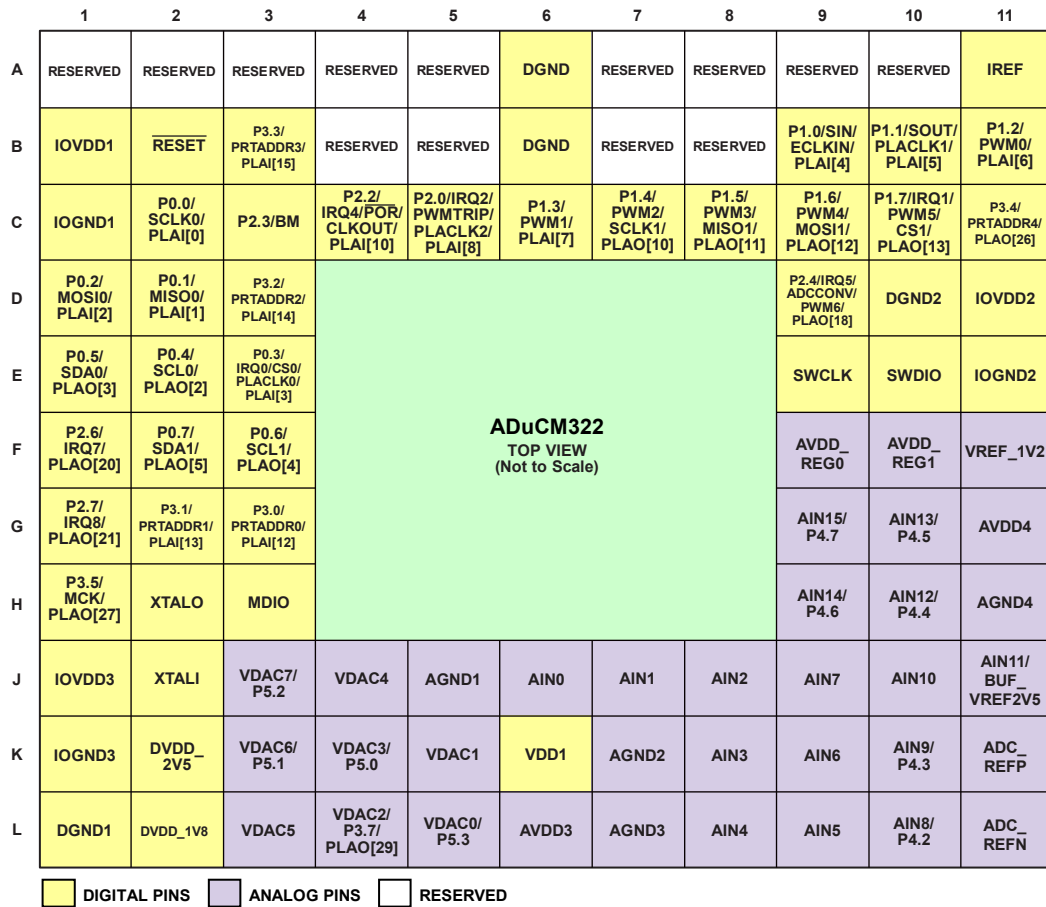 1 2 3 4 5 6 7 8 9 10 11
A
RESERVED
RESERVED
RESERVED
RESERVED
RESERVED
DGND
RESERVED
RESERVED
RESERVED
RESERVED
IREF
B
IOVDD1
RESET
P3.3/
PRTADDR3/
PLAI[15]
RESERVED
RESERVED
DGND
RESERVED
RESERVED
P1.0/SIN/
ECLKIN/
PLAI[4]
P1.1/SOUT/
PLACLK1/
PLAI[5]
P1.2/
PWM0/
PLAI[6]
C
IOGND1
P0.0/
SCLK0/
PLAI[0]
P2.3/BM
P2.2/
IRQ4/POR/
CLKOUT/
PLAI[10]
P2.0/IRQ2/
PWMTRIP/
PLACLK2/
PLAI[8]
P1.3/
PWM1/
PLAI[7]
P1.4/
PWM2/
SCLK1/
PLAO[10]
P1.5/
PWM3/
MISO1/
PLAO[11]
P1.6/
PWM4/
MOSI1/
PLAO[12]
P1.7/IRQ1/
PWM5/
CS1/
PLAO[13]
P3.4/
PRTADDR4/
PLAO[26]
D
P0.2/
MOSI0/
PLAI[2]
P0.1/
MISO0/
PLAI[1]
P3.2/
PRTADDR2/
PLAI[14]
P2.4/IRQ5/
ADCCONV/
PWM6/
PLAO[18]
DGND2
IOVDD2
E
P0.5/
SDA0/
PLAO[3]
P0.4/
SCL0/
PLAO[2]
P0.3/
IRQ0/CS0/
PLACLK0/
PLAI[3]
SWCLK
SWDIO
IOGND2
F
P2.6/
IRQ7/
PLAO[20]
P0.7/
SDA1/
PLAO[5]
P0.6/
SCL1/
PLAO[4]
ADuCM322
TOP VIEW
(Not to Scale)
AVDD_
REG0
AVDD_
REG1
VREF_1V2
G
P2.7/
IRQ8/
PLAO[21]
P3.1/
PRTADDR1/
PLAI[13]
P3.0/
PRTADDR0/
PLAI[12]
AIN15/
P4.7
AIN13/
P4.5
AVDD4
H
P3.5/
MCK/
PLAO[27]
XTALO
MDIO
AIN14/
P4.6
AIN12/
P4.4
AGND4
J
IOVDD3
XTALI
VDAC7/
P5.2
VDAC4
AGND1
AIN0
AIN1
AIN2
AIN7
AIN10
AIN11/
BUF_
VREF2V5
K
IOGND3
DVDD_
2V5
VDAC6/
P5.1
VDAC3/
P5.0
VDAC1
VDD1
AGND2
AIN3
AIN6
AIN9/
P4.3
ADC_
REFP
L
DGND1
DVDD_1V8
VDAC5
VDAC2/
P3.7/
PLAO[29]
VDAC0/
P5.3
AVDD3
AGND3
AIN4
AIN5
AIN8/
P4.2
ADC_
REFN
DIGITAL PINS
ANALOG PINS
RESERVED